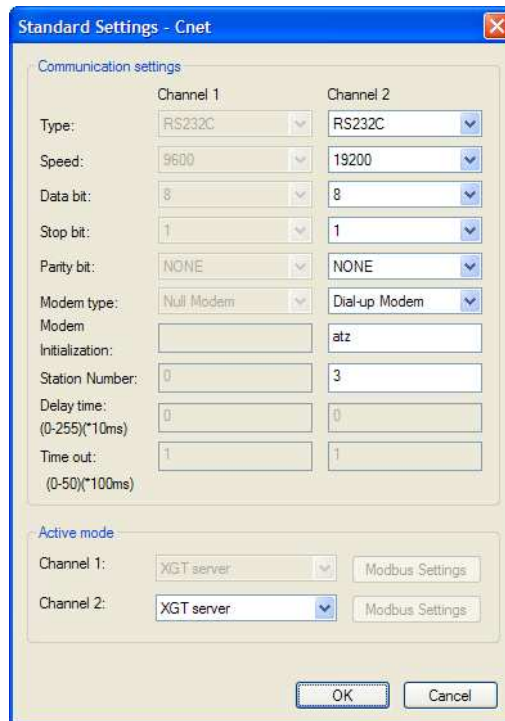 Standard Settings - Cnet
Communication settings
Channel 1 Channel 2
Type: RS232C RS232C
Speed: 9600 19200
Data bit: 8 8
Stop bit: 1 1
Parity bit: NONE NONE
Modem type: Null Modem Dial-up Modem
Modem
Initialization: atz
Station Number: 0 3
Delay time:
(0-255)(*10ms) 0 0
Time out: 1 1
(0-50)(*100ms)
Active mode
Channel 1: XGT server Modbus Settings
Channel 2: XGT server Modbus Settings
OK Cancel